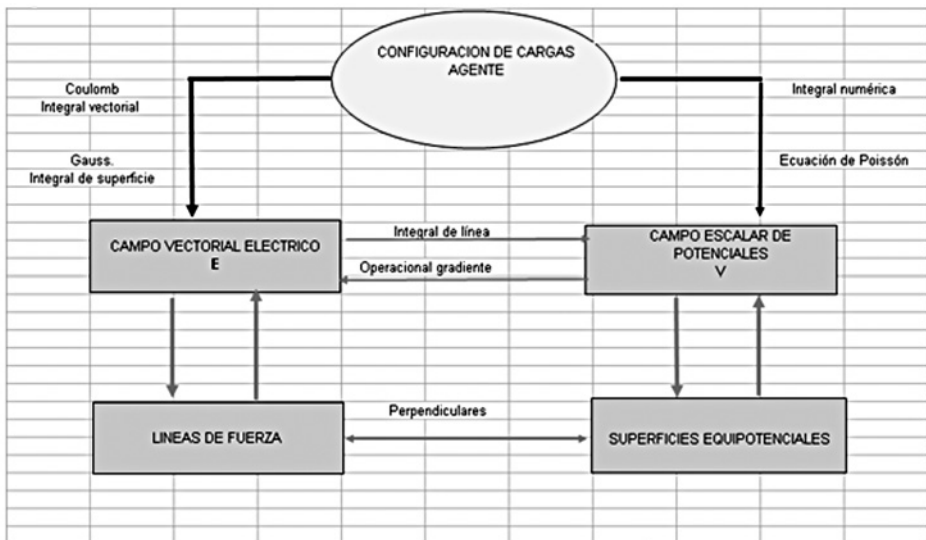 CONFIGURACION DE CARGAS
AGENTE
Coulomb
Integral vectorial
Integral numérica
Gauss.
Integral de superficie
Ecuación de Poissón
CAMPO VECTORIAL ELECTRICO
E
Integral de línea
Operacional gradiente
CAMPO ESCALAR DE
POTENCIALES
V
LINEAS DE FUERZA
Perpendiculares
SUPERFICIES EQUIPOTENCIALES